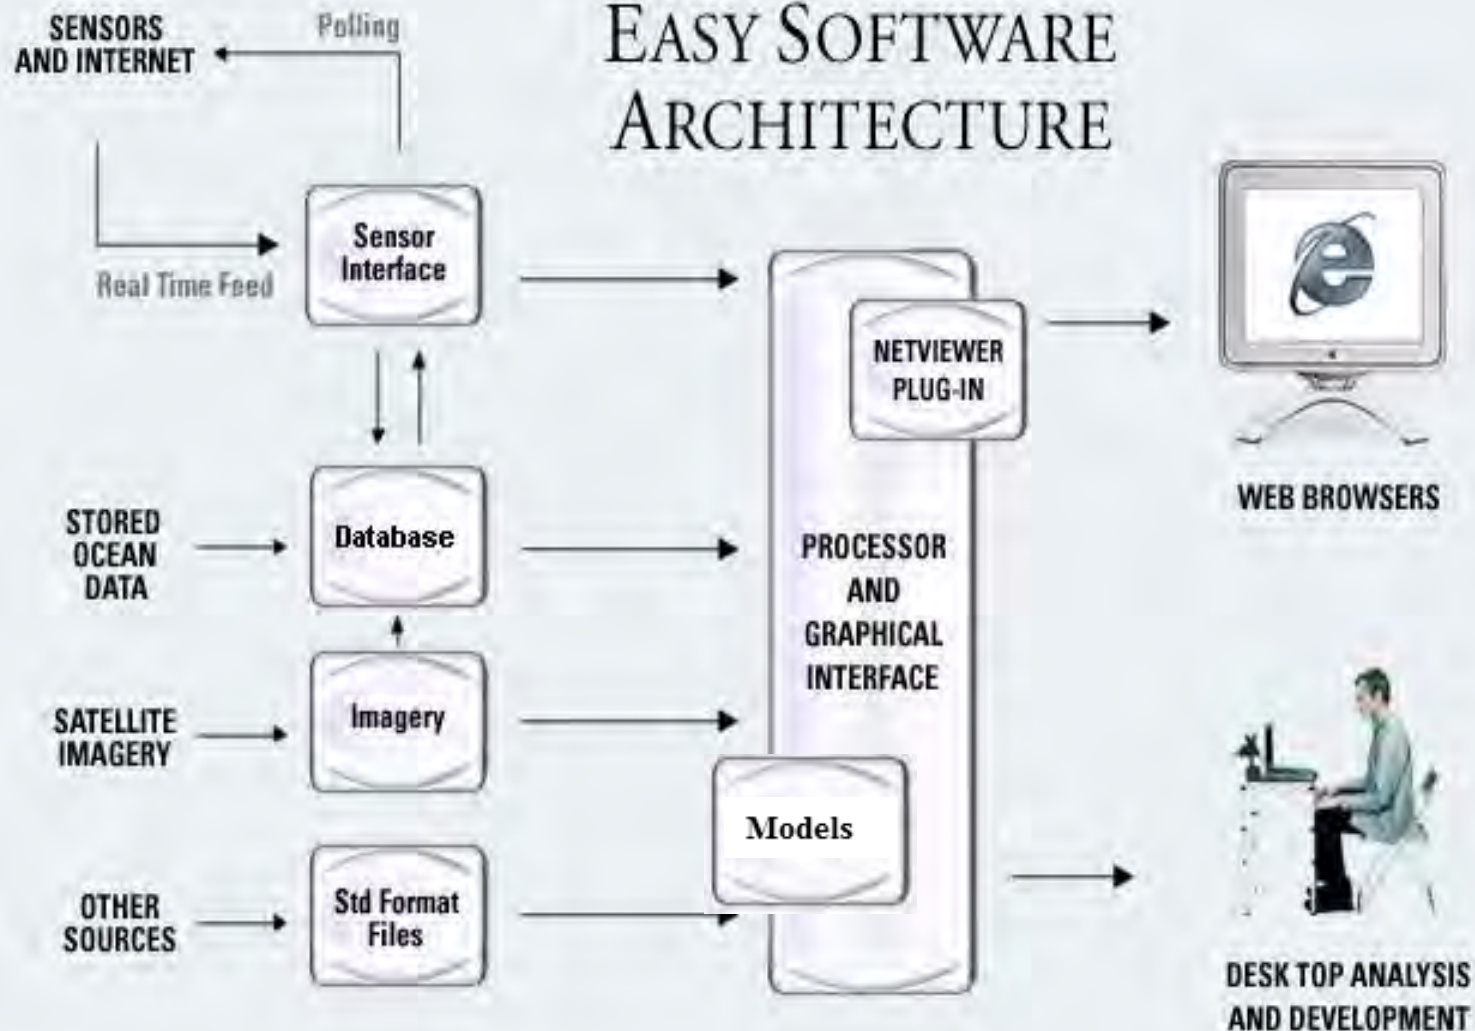 EASY SOFTWARE
ARCHITECTURE
SENSORS
AND INTERNET
Polling
Real Time Feed
Sensor
Interface
NETVIEWER
PLUG-IN
WEB BROWSERS
STORED
OCEAN
DATA
Database
PROCESSOR
AND
GRAPHICAL
INTERFACE
SATELLITE
IMAGERY
Imagery
Models
OTHER
SOURCES
Std Format
Files
DESK TOP ANALYSIS
AND DEVELOPMENT